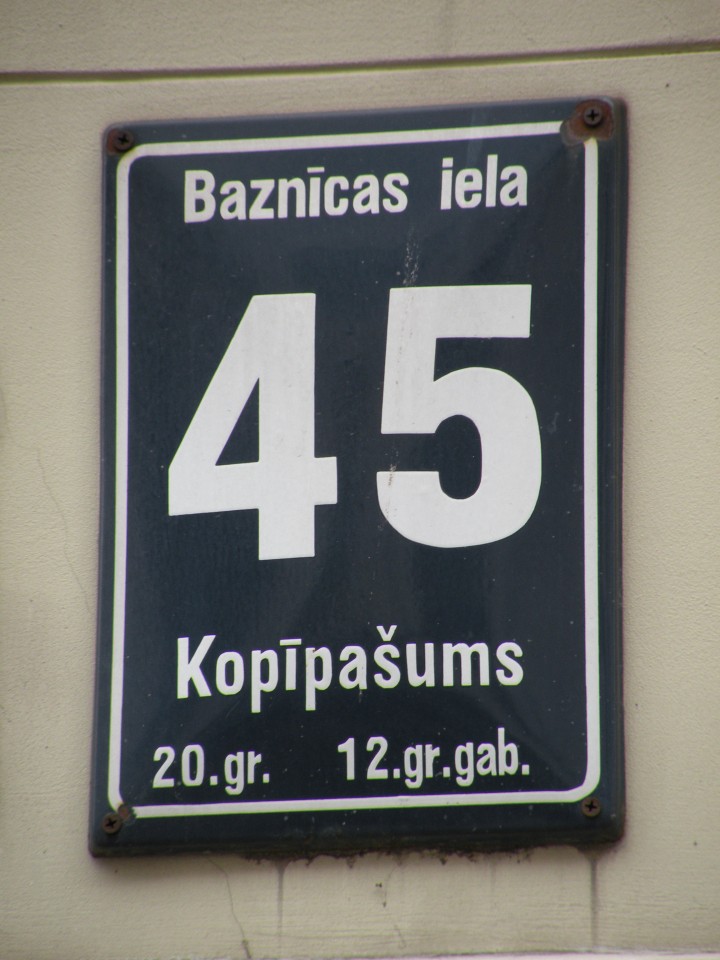 Baznīcas iela
45
Kopīpašums
20.gr. 12.gr.gab.